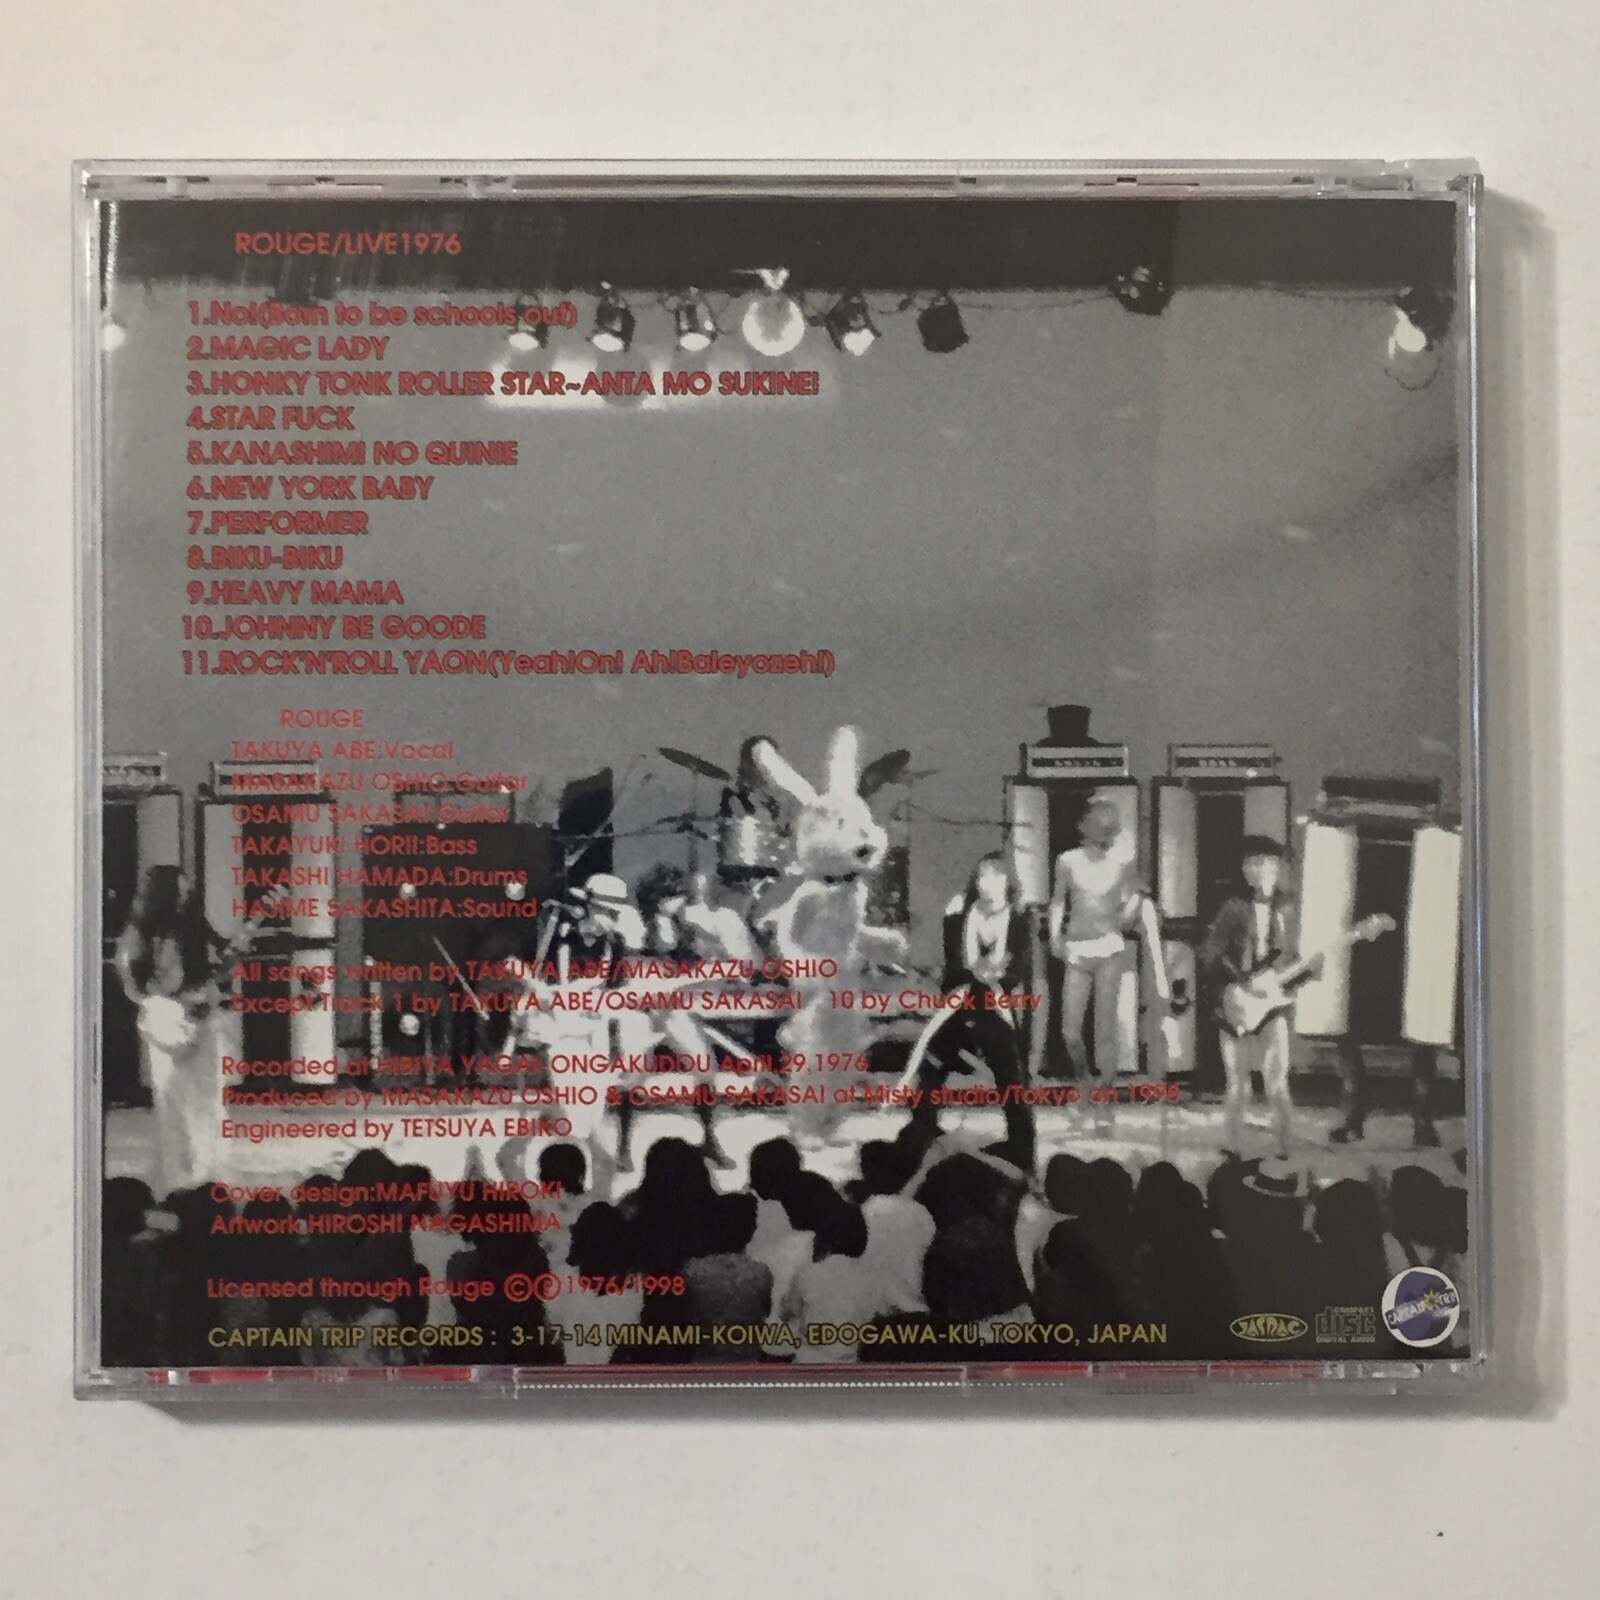 ROUGE/LIVE1976
1.No!(Born to be schools out)
2.MAGIC LADY
3.HONKY TONK ROLLER STAR~ANTA MO SUKINE!
4.STAR FUCK
5.KANASHIMI NO QUINIE
6.NEW YORK BABY
7.PERFORMER
8.BIKU-BIKU
9.HEAVY MAMA
10.JOHNNY BE GOODE
11.ROCK'N'ROLL YAON(Yeah!On! Ah!Baleyozeh!)
ROUGE
TAKUYA ABE:Vocal
MASAKAZU OSHIO:Guitar
OSAMU SAKASAI:Guitar
TAKAYUKI HORII:Bass
TAKASHI HAMADA:Drums
HAJIME SAKASHITA:Sound
All songs written by TAKUYA ABE/MASAKAZU OSHIO
Except Track 1 by TAKUYA ABE/OSAMU SAKASAI 10 by Chuck Berry
Recorded at HIBIYA YAGAI ONGAKUDOU April,29.1976
Produced by MASAKAZU OSHIO & OSAMU SAKASAI at Misty studio/Tokyo on 1998
Engineered by TETSUYA EBIKO
Cover design:MAFUYU HIROKI
Artwork:HIROSHI NAGASHIMA
Licensed through Rouge ©℗1976/1998
CAPTAIN TRIP RECORDS : 3-17-14 MINAMI-KOIWA, EDOGAWA-KU, TOKYO, JAPAN
JASRAC
COMPACT
disc
DIGITAL AUDIO
CAPTAIN TRIP